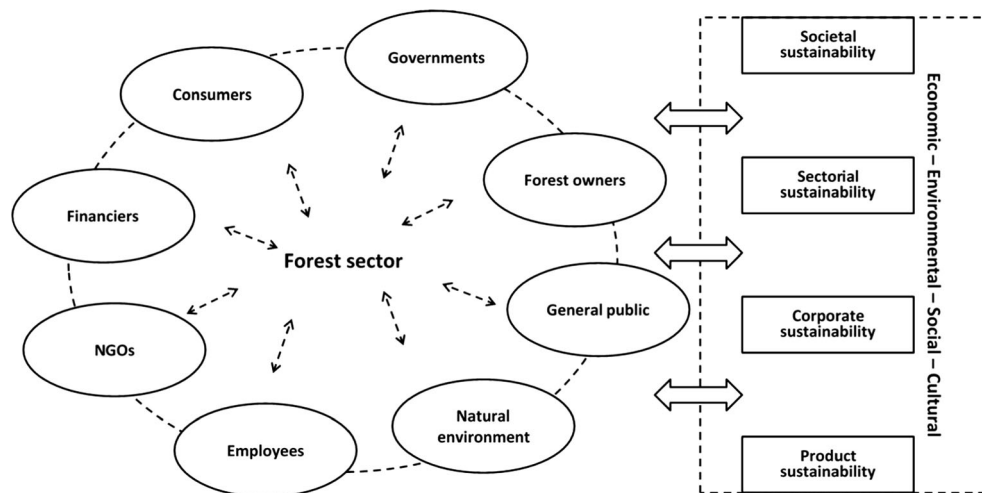 Governments
Consumers
Forest owners
Financiers
Forest sector
General public
NGOs
Natural
environment
Employees
Societal
sustainability
Sectorial
sustainability
Corporate
sustainability
Product
sustainability
Economic – Environmental – Social – Cultural